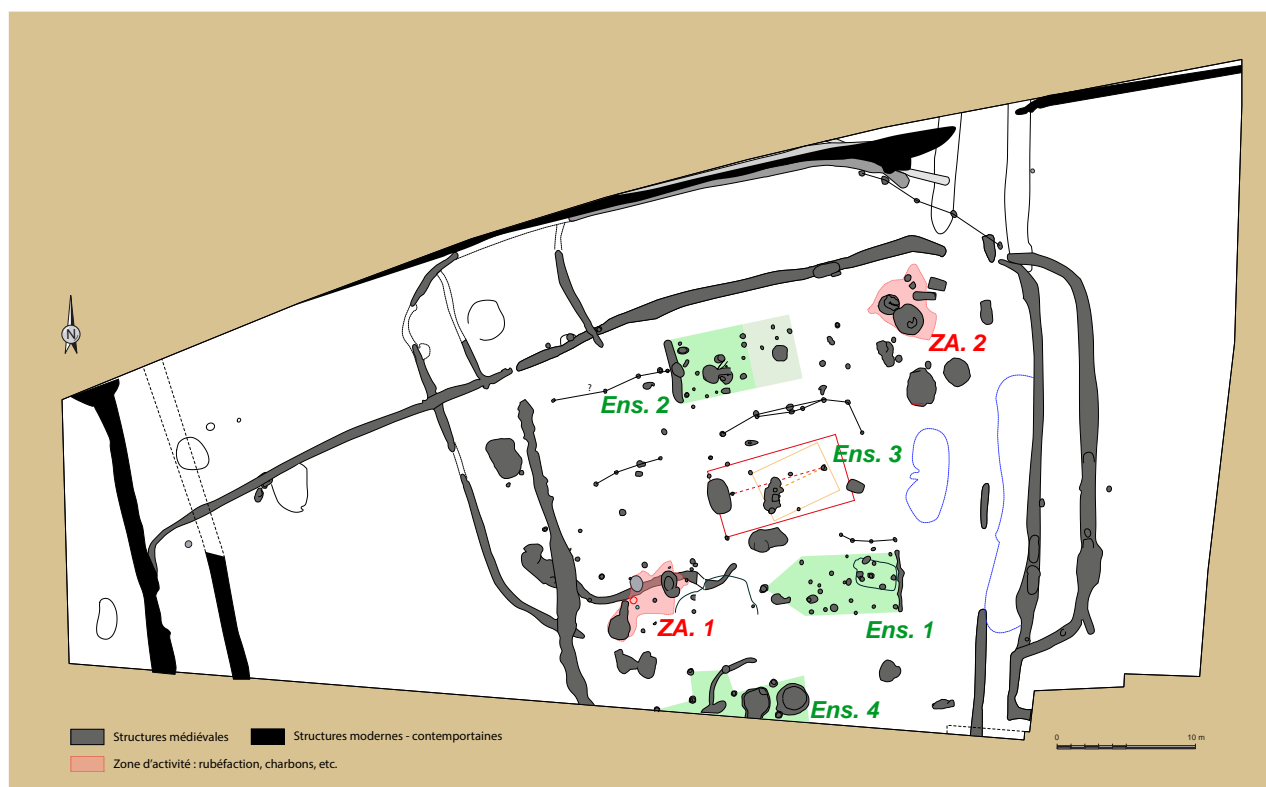 N
ZA. 2
?
Ens. 2
Ens. 3
ZA. 1
Ens. 1
Ens. 4
Structures médiévales
Structures modernes - contemportaines
Zone d'activité : rubéfaction, charbons, etc.
0 10 m